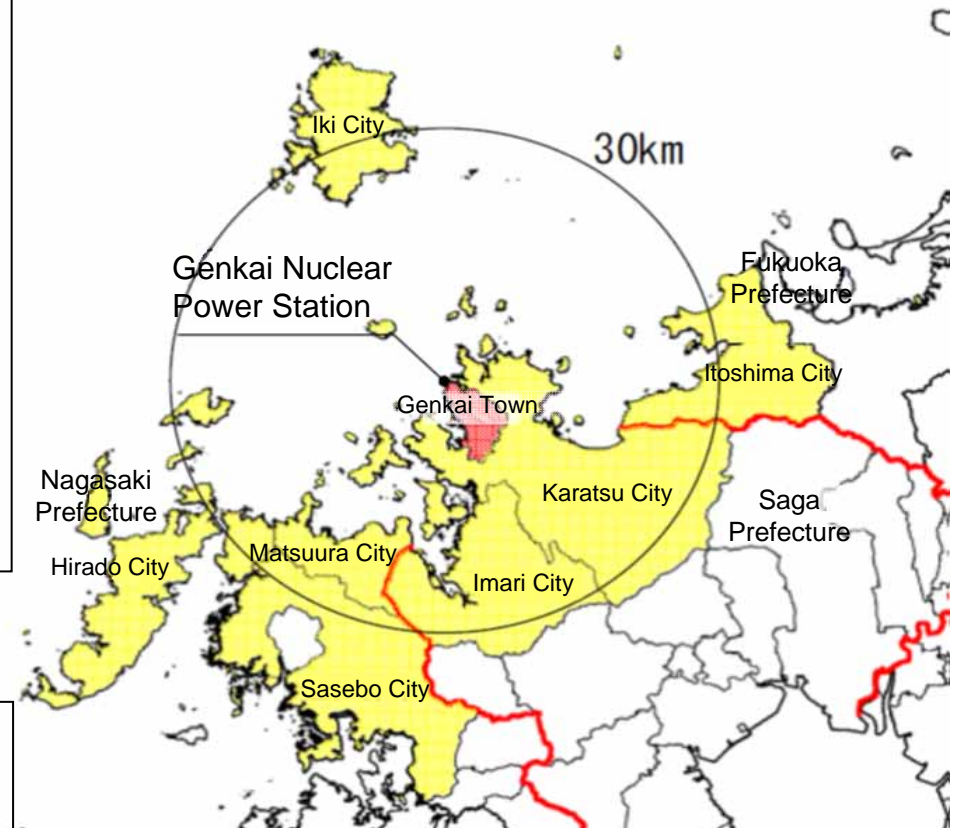 Iki City
30km
Genkai Nuclear
Power Station
Fukuoka
Prefecture
Itoshima City
Genkai Town
Nagasaki
Prefecture
Karatsu City
Saga
Prefecture
Hirado City
Matsuura City
Imari City
Sasebo City